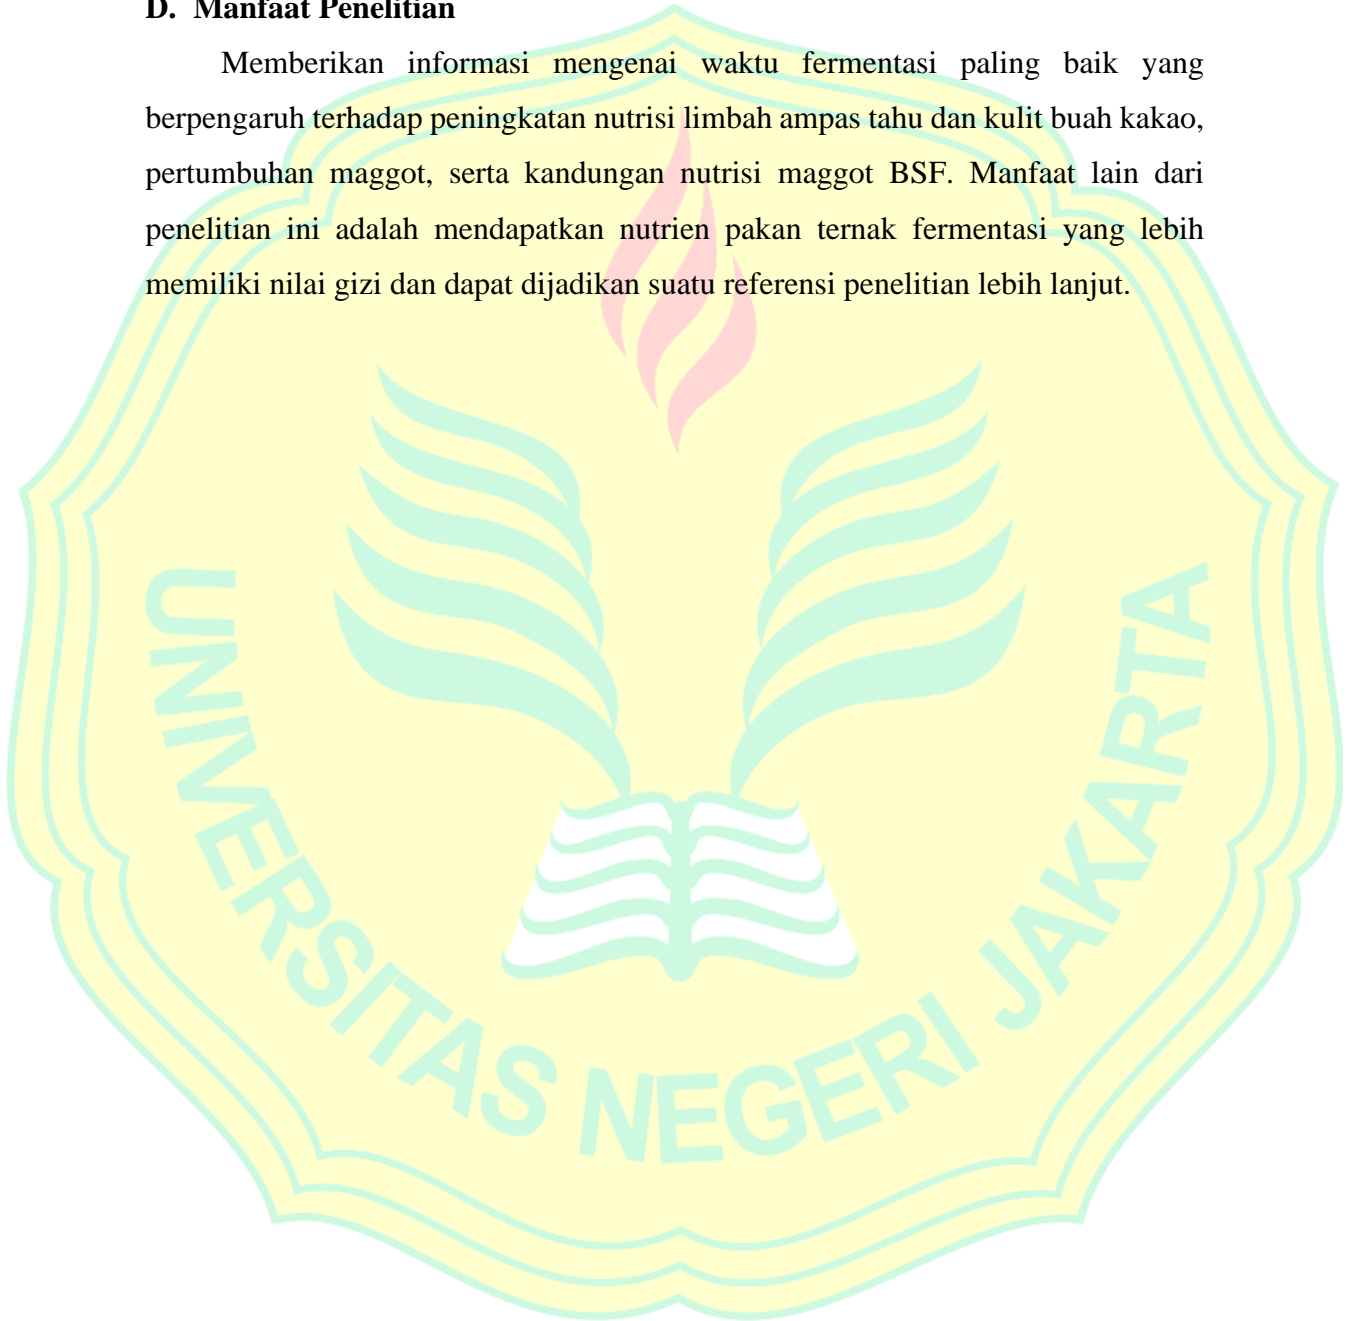 D. Manfaat Penelitian
Memberikan informasi mengenai waktu fermentasi paling baik yang
berpengaruh terhadap peningkatan nutrisi limbah ampas tahu dan kulit buah kakao,
pertumbuhan maggot, serta kandungan nutrisi maggot BSF. Manfaat lain dari
penelitian ini adalah mendapatkan nutrien pakan ternak fermentasi yang lebih
memiliki nilai gizi dan dapat dijadikan suatu referensi penelitian lebih lanjut.
UNIVERSITAS NEGERI JAKARTA